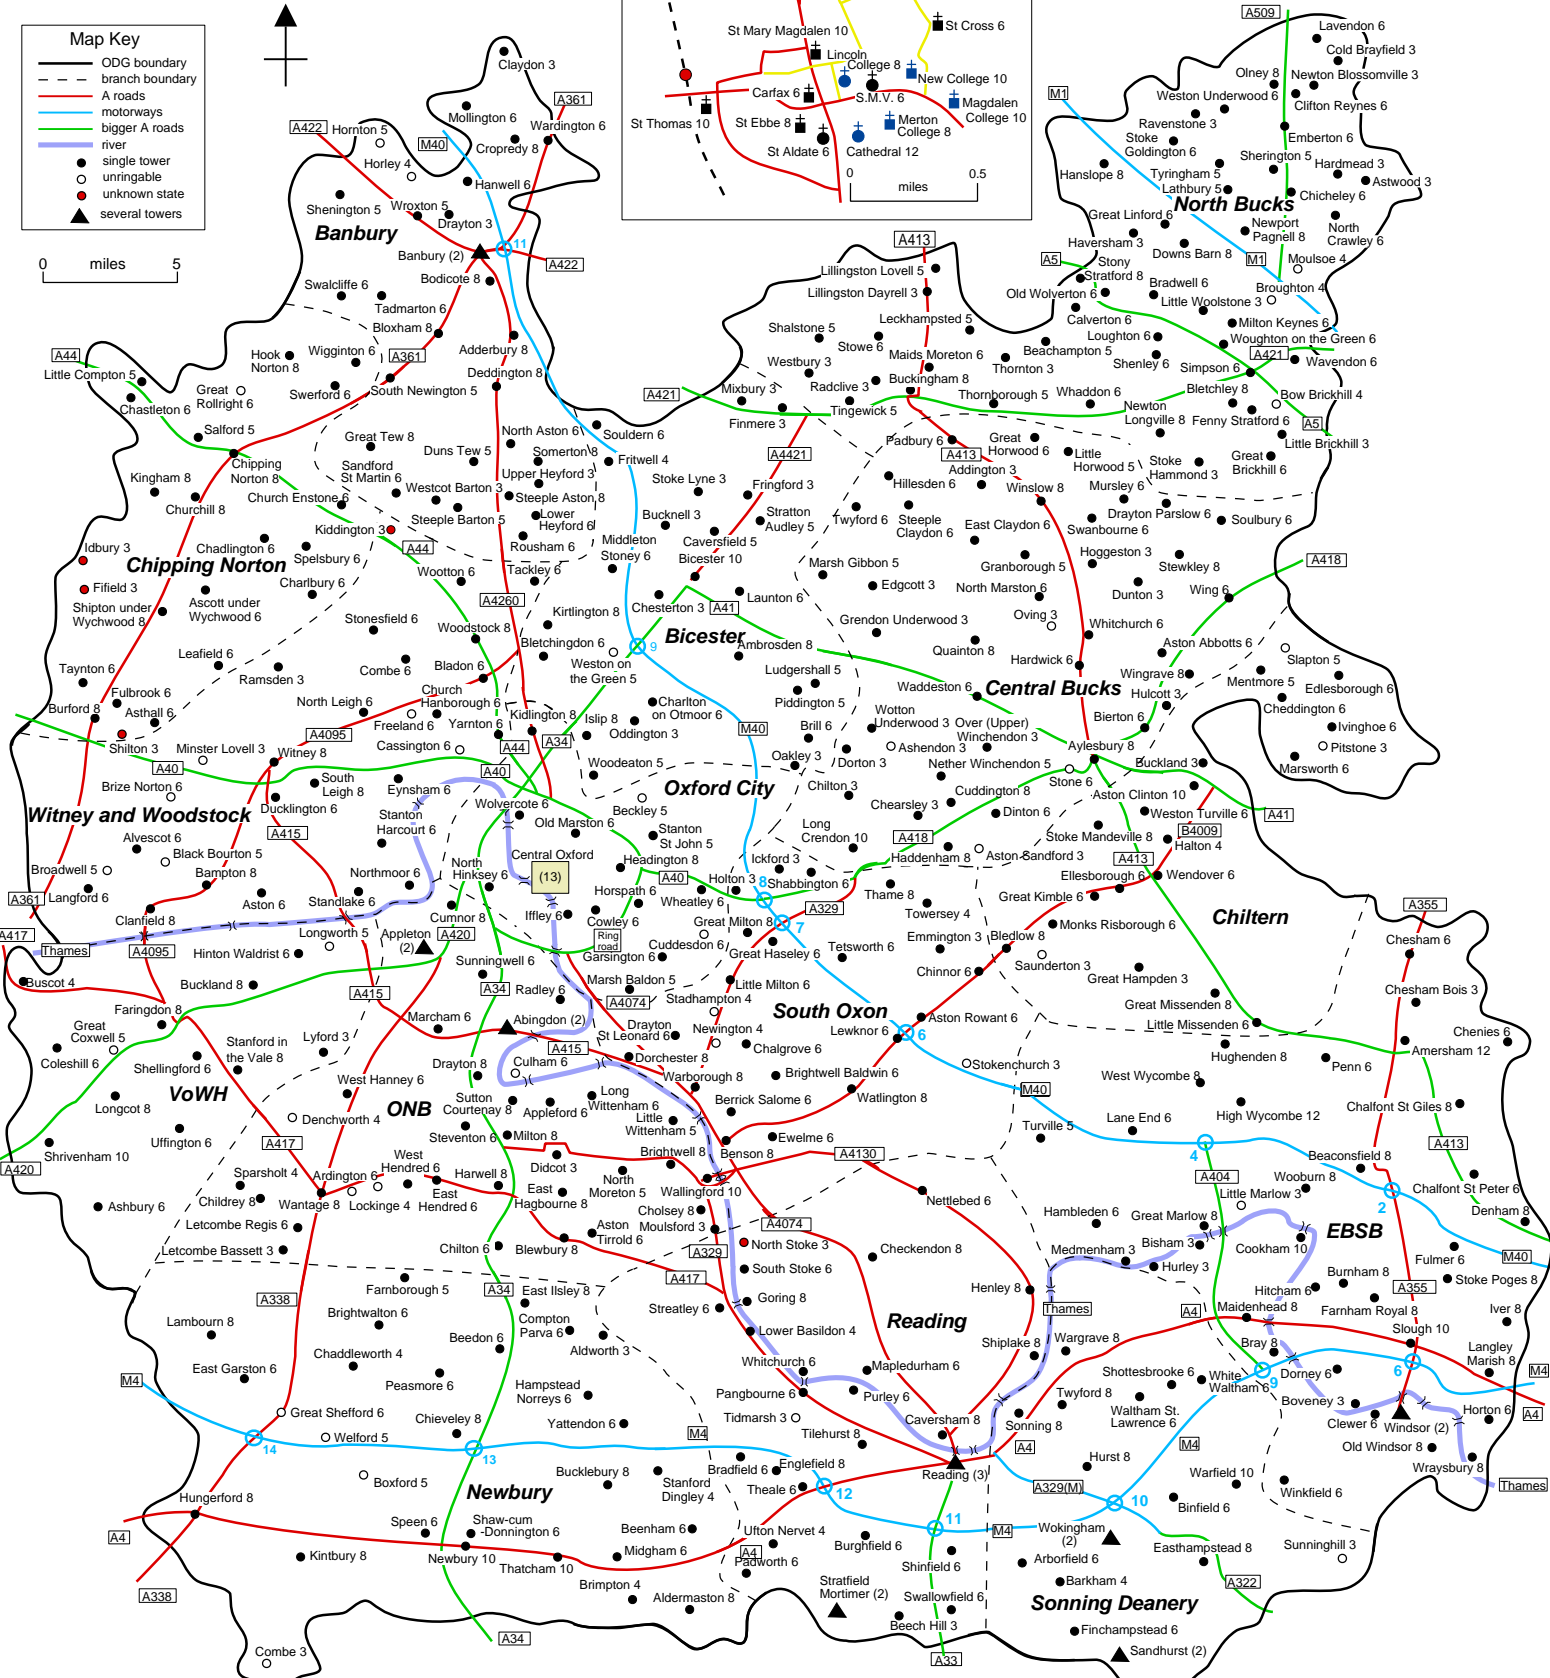 Map Key
ODG boundary
branch boundary
A roads
motorways
bigger A roads
river
single tower
unringable
unknown state
several towers
0 miles 5
St Mary Magdalen 10
St Cross 6
Lincoln
College 8
New College 10
Carfax 6
S.M.V. 6
Magdalen
College 10
St Thomas 10
St Ebbe 8
Merton
College 8
St Aldate 6
Cathedral 12
0 0.5
miles
Claydon 3
A361
Mollington 6
Wardington 6
A422
Hornton 5
M40
Cropredy 8
Horley 4
Hanwell 6
Shenington 5
Wroxton 5
Drayton 3
Banbury
Banbury (2)
11
A422
Bodicote 8
Swalcliffe 6
Tadmarton 6
Bloxham 8
A361
Adderbury 8
Hook
Norton 8
Wigginton 6
Deddington 8
A44
Little Compton 5
Great
Rollright 6
Swerford 6
South Newington 5
Chastleton 6
Salford 5
Great Tew 8
North Aston 6
Souldern 6
Duns Tew 5
Somerton 8
Fritwell 4
Chipping
Norton 8
Sandford
St Martin 6
Upper Heyford 3
Kingham 8
Westcot Barton 3
Steeple Aston 8
Church Enstone 6
Churchill 8
Steeple Barton 5
Lower
Heyford 6
Kiddington 3
Rousham 6
Middleton
Stoney 6
Idbury 3
Chadlington 6
Spelsbury 6
A44
Chipping Norton
Fifield 3
Charlbury 6
Wootton 6
Tackley 6
Shipton under
Wychwood 8
Ascott under
Wychwood 6
A4260
Kirtlington 8
Stonesfield 6
Woodstock 8
Bletchingdon 6
9
Leafield 6
Combe 6
Bladon 6
Weston on
the Green 5
Taynton 6
Ramsden 3
Fulbrook 6
Burford 8
Asthall 6
North Leigh 6
Church
Hanborough 6
Freeland 6
Yarnton 6
Kidlington 8
Islip 8
Oddington 3
Charlton
on Otmoor 6
Shilton 3
A4095
Minster Lovell 3
Witney 8
Cassington 6
A44
A34
M40
A40
South
Leigh 8
Eynsham 6
A40
Woodeaton 5
Brize Norton 6
Ducklington 6
Wolvercote 6
Beckley 5
Oxford City
Witney and Woodstock
A415
Stanton
Harcourt 6
Old Marston 6
Stanton
St John 5
Alvescot 6
Black Bourton 5
Broadwell 5
Bampton 8
Northmoor 6
North
Hinksey 6
Central Oxford
(13)
Headington 8
A40
Langford 6
A361
Aston 6
Standlake 6
Horspath 6
Wheatley 6
Clanfield 8
Cumnor 8
Iffley 6
Cowley 6
A417
Thames
Longworth 5
Appleton
(2)
A420
Ring
road
Cuddesdon 6
A4095
Hinton Waldrist 6
Sunningwell 6
Garsington 6
Buscot 4
Buckland 8
A415
A34
Radley 6
Marsh Baldon 5
A4074
Stadhampton 4
Faringdon 8
Marcham 6
Abingdon (2)
Drayton
St Leonard 6
Newington 4
Great
Coxwell 5
Stanford in
the Vale 8
Lyford 3
A415
Dorchester 8
Coleshill 6
Shellingford 6
Drayton 8
Culham 6
VoWH
West Hanney 6
ONB
Sutton
Courtenay 8
Appleford 6
Long
Wittenham 6
Warborough 8
Longcot 8
Denchworth 4
Little
Wittenham 5
Uffington 6
A417
Steventon 6
Milton 8
Brightwell 8
Shrivenham 10
A420
Sparsholt 4
Ardington 6
West
Hendred 6
Harwell 8
Didcot 3
North
Moreton 5
Childrey 8
Wantage 8
Lockinge 4
East
Hendred 6
East
Hagbourne 8
Wallingford 10
Ashbury 6
Letcombe Regis 6
Cholsey 8
Moulsford 3
Letcombe Bassett 3
Chilton 6
Blewbury 8
Aston
Tirrold 6
A329
A509
Lavendon 6
Cold Brayfield 3
M1
Olney 8
Newton Blossomville 3
Weston Underwood 6
Clifton Reynes 6
Ravenstone 3
Stoke
Goldington 6
Emberton 6
Sherington 5
Hardmead 3
Hanslope 8
Tyringham 5
Lathbury 5
Chicheley 6
Astwood 3
North Bucks
Great Linford 6
Newport
Pagnell 8
North
Crawley 6
Haversham 3
A413
A5
Stony
Stratford 8
Downs Barn 8
M1
Moulsoe 4
Lillingston Lovell 5
Bradwell 6
Broughton 4
Lillingston Dayrell 3
Old Wolverton 6
Little Woolstone 3
Leckhampsted 5
Calverton 6
Milton Keynes 6
Shalstone 5
Loughton 6
Woughton on the Green 6
Stowe 6
Beachampton 5
A421
Westbury 3
Maids Moreton 6
Thornton 3
Shenley 6
Simpson 6
Wavendon 6
Mixbury 3
Radclive 3
Buckingham 8
Bletchley 8
Bow Brickhill 4
A421
Tingewick 5
Thornborough 5
Whaddon 6
Newton
Longville 8
Fenny Stratford 6
A5
Finmere 3
Padbury 6
Great
Horwood 6
Little Brickhill 3
A4421
A413
Little
Horwood 5
Stoke
Hammond 3
Great
Brickhill 6
Addington 3
Stoke Lyne 3
Fringford 3
Hillesden 6
Winslow 8
Mursley 6
Bucknell 3
Stratton
Audley 5
Twyford 6
Steeple
Claydon 6
East Claydon 6
Drayton Parslow 6
Swanbourne 6
Soulbury 6
Caversfield 5
Bicester 10
Marsh Gibbon 5
Granborough 5
Hoggeston 3
Stewkley 8
A418
Chesterton 3
A41
Launton 6
Edgcott 3
North Marston 6
Dunton 3
Wing 6
Bicester
Grendon Underwood 3
Oving 3
Whitchurch 6
Ambrosden 8
Quainton 8
Aston Abbotts 6
Slapton 5
Ludgershall 5
Hardwick 6
Wingrave 8
Mentmore 5
Edlesborough 6
Piddington 5
Waddesdon 6
Central Bucks
Hulcott 3
Cheddington 6
Brill 6
Wotton
Underwood 3
Over (Upper)
Winchendon 3
Bierton 6
Ivinghoe 6
Ashendon 3
Aylesbury 8
Pitstone 3
Oakley 3
Dorton 3
Nether Winchendon 5
Buckland 3
Marsworth 6
Chilton 3
Cuddington 8
Stone 6
Aston Clinton 10
Chearsley 3
Dinton 6
Weston Turville 6
A41
Long
Crendon 10
A418
Stoke Mandeville 8
B4009
Halton 4
Ickford 3
Haddenham 8
Aston Sandford 3
A413
8
Holton 3
Shabbington 6
Ellesborough 6
Wendover 6
Thame 8
Great Kimble 6
A329
Towersey 4
Chiltern
Great Milton 8
7
Monks Risborough 6
A355
Tetsworth 6
Emmington 3
Bledlow 8
Chesham 6
Great Haseley 6
Saunderton 3
Chinnor 6
Great Hampden 3
Little Milton 6
Chesham Bois 3
South Oxon
Aston Rowant 6
Great Missenden 8
Little Missenden 6
Lewknor 6
6
Chenies 6
Chalgrove 6
Stokenchurch 3
Hughenden 8
Amersham 12
Penn 6
Brightwell Baldwin 6
West Wycombe 8
M40
Berrick Salome 6
Watlington 8
High Wycombe 12
Chalfont St Giles 8
Lane End 6
Turville 5
Ewelme 6
Benson 8
A4130
4
A413
Beaconsfield 8
A404
Wooburn 8
Little Marlow 3
2
Chalfont St Peter 6
Nettlebed 6
Denham 8
Hambleden 6
Great Marlow 8
EBSB
A4074
North Stoke 3
Checkendon 8
Medmenham 3
Bisham 3
Cookham 10
M40
Hurley 3
Fulmer 6
South Stoke 6
Hitcham 6
Burnham 8
Stoke Poges 8
A417
Henley 8
A355
Goring 8
Thames
Farnham Royal 8
Iver 8
A4
Maidenhead 8
Streatley 6
Slough 10
Reading
Lower Basildon 4
Shiplake 8
Wargrave 8
Bray 8
Langley
Marish 8
6
Whitchurch 6
Mapledurham 6
Shottesbrooke 6
White
Waltham 6
9
Dorney 6
M4
Pangbourne 6
Purley 6
Twyford 8
Waltham St.
Lawrence 6
Boveney 3
Clewer 6
Windsor (2)
Horton 6
A4
Tidmarsh 3
Caversham 8
Sonning 8
Old Windsor 8
Tilehurst 8
A4
M4
Hurst 8
Wraysbury 8
Reading (3)
Warfield 10
Winkfield 6
Thames
A329(M)
10
Binfield 6
Farnborough 5
A34
East Ilsley 8
A338
Brightwalton 6
Compton
Parva 6
Lambourn 8
Beedon 6
Aldworth 3
Chaddleworth 4
East Garston 6
M4
Peasmore 6
Hampstead
Norreys 6
Great Shefford 6
Chieveley 8
Yattendon 6
M4
14
Welford 5
13
Boxford 5
Bucklebury 8
Stanford
Dingley 4
Bradfield 6
Englefield 8
12
Theale 6
Newbury
Hungerford 8
11
Speen 6
Shaw-cum
-Donnington 6
Beenham 6
Ufton Nervet 4
M4
Wokingham
(2)
A4
Burghfield 6
Easthampstead 8
Sunninghill 3
Kintbury 8
Newbury 10
Thatcham 10
Midgham 6
A4
Padworth 6
Shinfield 6
Arborfield 6
A338
Brimpton 4
Stratfield
Mortimer (2)
Swallowfield 6
Barkham 4
A322
Aldermaston 8
Sonning Deanery
Beech Hill 3
Finchampstead 6
A34
Combe 3
A33
Sandhurst (2)